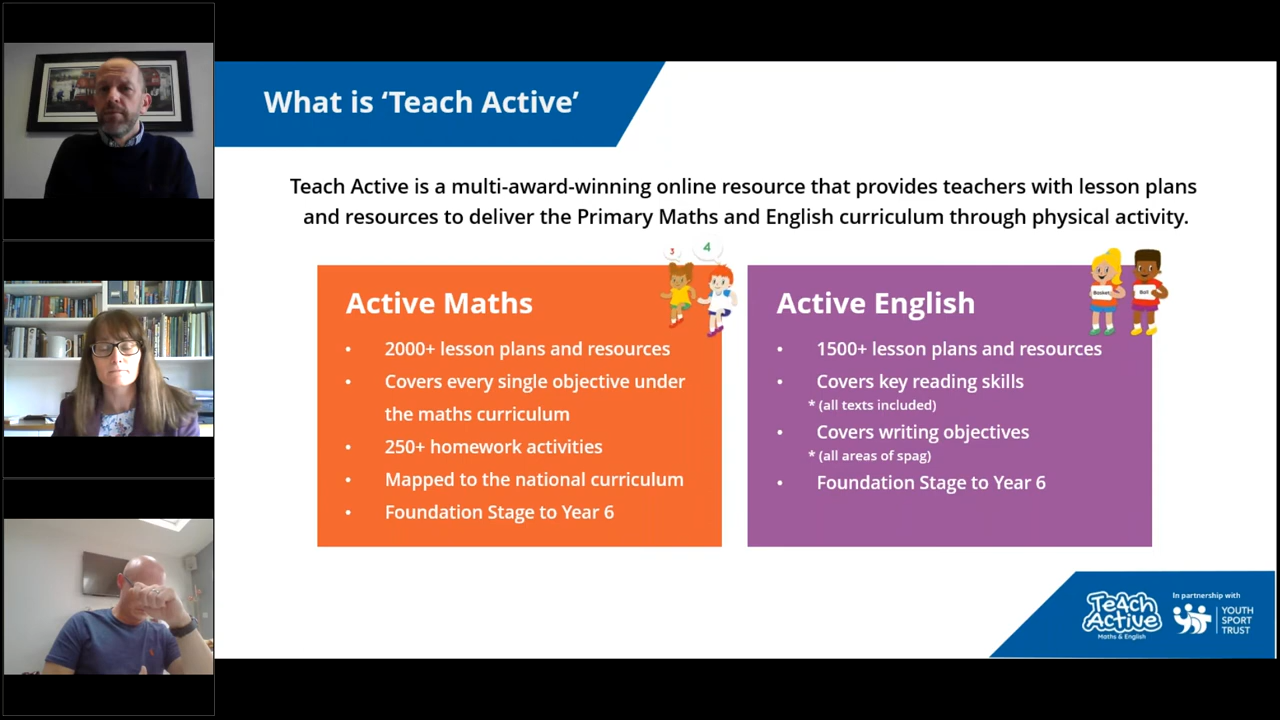 What is ‘Teach Active’
Teach Active is a multi-award-winning online resource that provides teachers with lesson plans
and resources to deliver the Primary Maths and English curriculum through physical activity.
3
4
Active Maths
• 2000+ lesson plans and resources
• Covers every single objective under
the maths curriculum
• 250+ homework activities
• Mapped to the national curriculum
• Foundation Stage to Year 6
Basket
Ball
Active English
• 1500+ lesson plans and resources
• Covers key reading skills
* (all texts included)
• Covers writing objectives
* (all areas of spag)
• Foundation Stage to Year 6
TeAch
Active
Maths & English
In partnership with
YOUTH
SPORT
TRUST